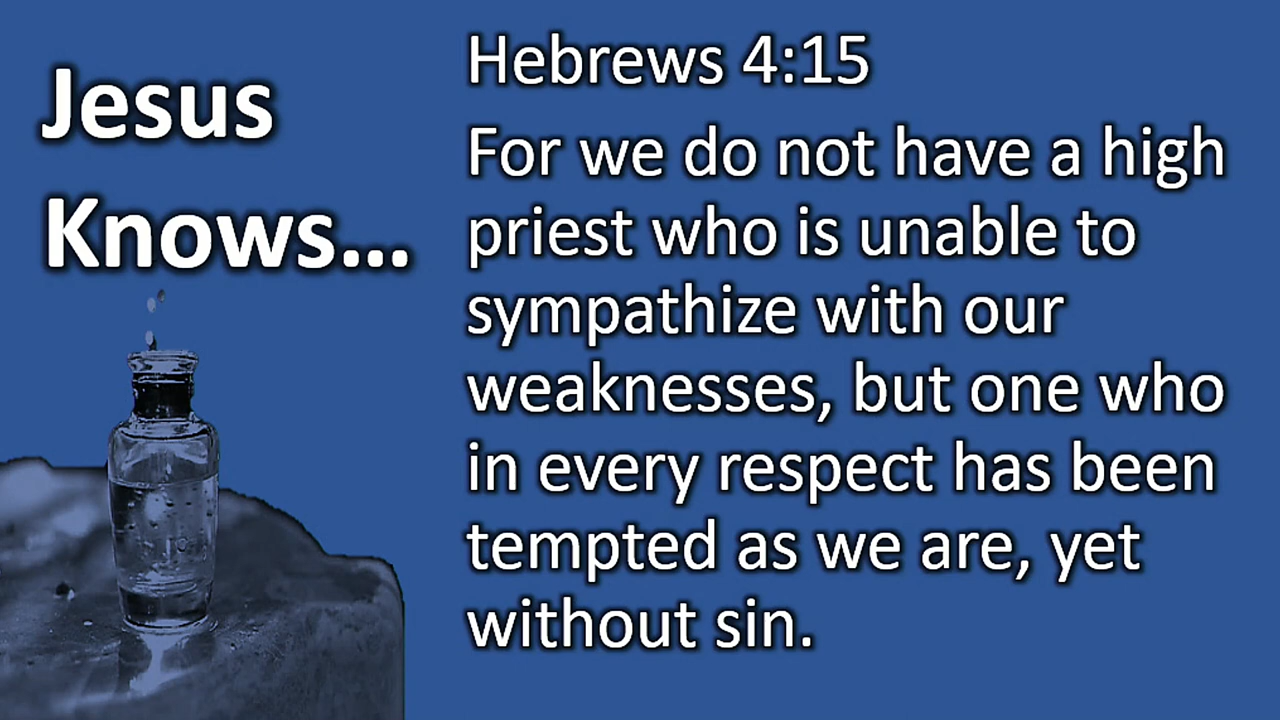 Jesus
Knows...
Hebrews 4:15
For we do not have a high
priest who is unable to
sympathize with our
weaknesses, but one who
in every respect has been
tempted as we are, yet
without sin.